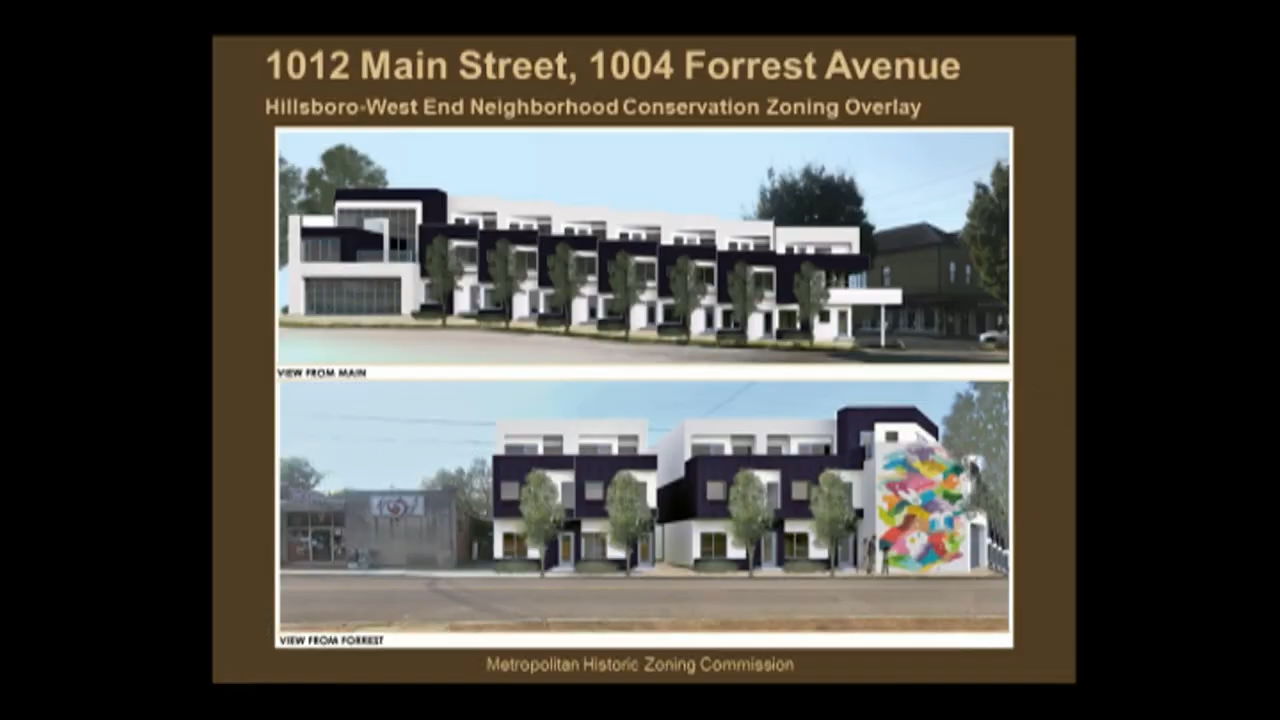 1012 Main Street, 1004 Forrest Avenue
Hillsboro-West End Neighborhood Conservation Zoning Overlay
VIEW FROM MAIN
VIEW FROM FORREST
Metropolitan Historic Zoning Commission